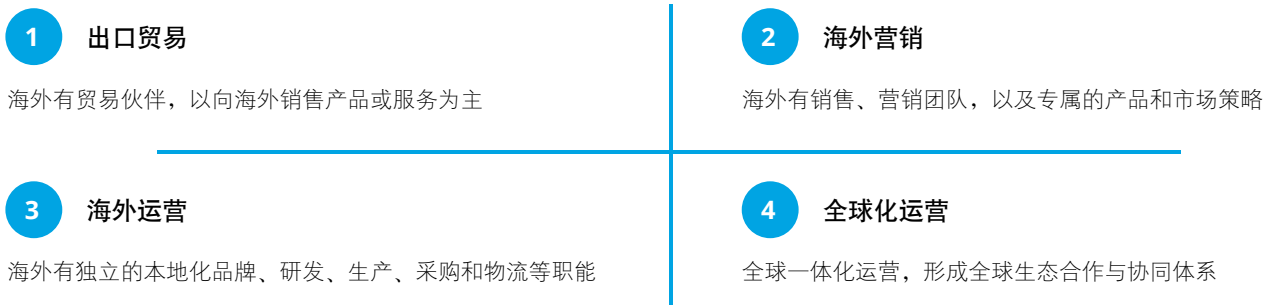 1 出口贸易
海外有贸易伙伴，以向海外销售产品或服务为主
2 海外营销
海外有销售、营销团队，以及专属的产品和市场策略
3 海外运营
海外有独立的本地化品牌、研发、生产、采购和物流等职能
4 全球化运营
全球一体化运营，形成全球生态合作与协同体系